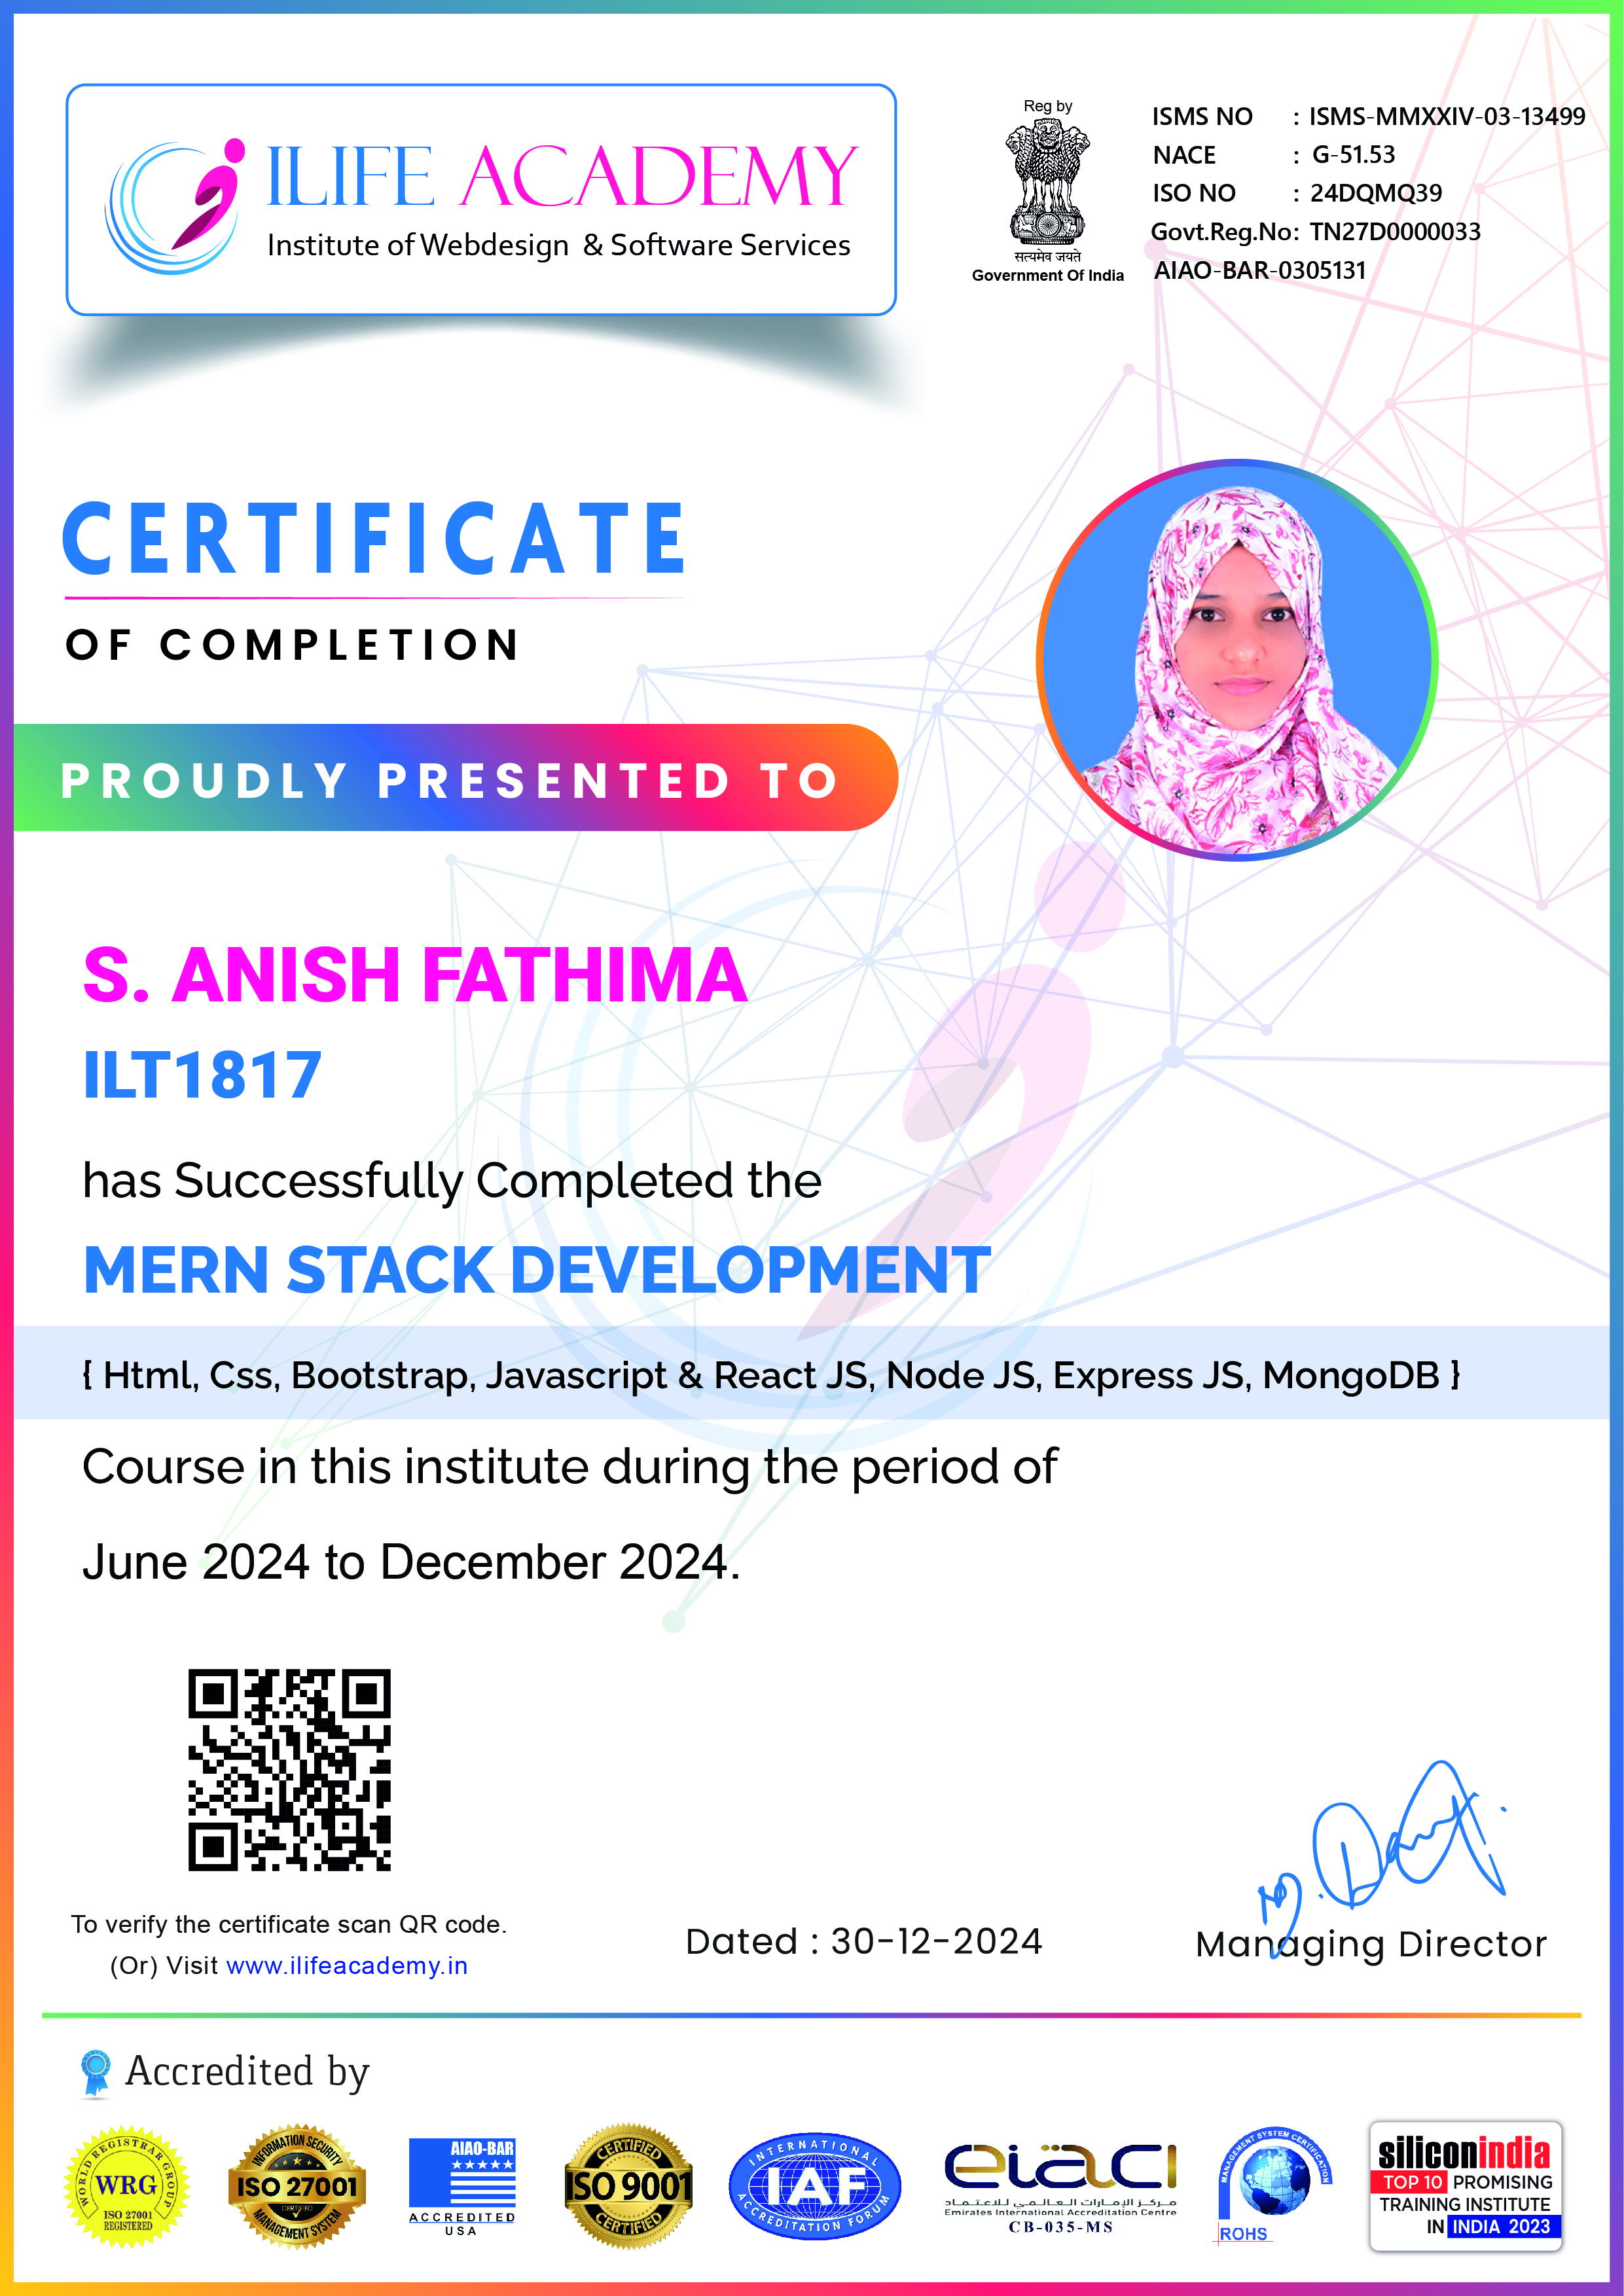 ILIFE ACADEMY
Institute of Webdesign & Software Services
Reg by
सत्यमेव जयते
Government Of India
ISMS NO : ISMS-MMXXIV-03-13499
NACE : G-51.53
ISO NO : 24DQMQ39
Govt.Reg.No: TN27D0000033
AIAO-BAR-0305131
CERTIFICATE
OF COMPLETION
PROUDLY PRESENTED TO
S. ANISH FATHIMA
ILT1817
has Successfully Completed the
MERN STACK DEVELOPMENT
{ Html, Css, Bootstrap, Javascript & React JS, Node JS, Express JS, MongoDB }
Course in this institute during the period of
June 2024 to December 2024.
To verify the certificate scan QR code.
(Or) Visit www.ilifeacademy.in
Dated : 30-12-2024
Managing Director
Accredited by
WORLD REGISTRAR GROUP
WRG
ISO 27001
REGISTERED
INFORMATION SECURITY
ISO 27001
CERTIFIED
MANAGEMENT SYSTEM
AIAO-BAR
ACCREDITED
USA
CERTIFIED
ISO 9001
CERTIFIED
INTERNATIONAL
IAF
ACCREDITATION FORUM
eiaci
مركز الإمارات العالمي للاعتماد
Emirates International Accreditation Centre
CB-035-MS
MANAGEMENT SYSTEM CERTIFICATION
ROHS
siliconindia
TOP 10 PROMISING
TRAINING INSTITUTE
IN INDIA 2023